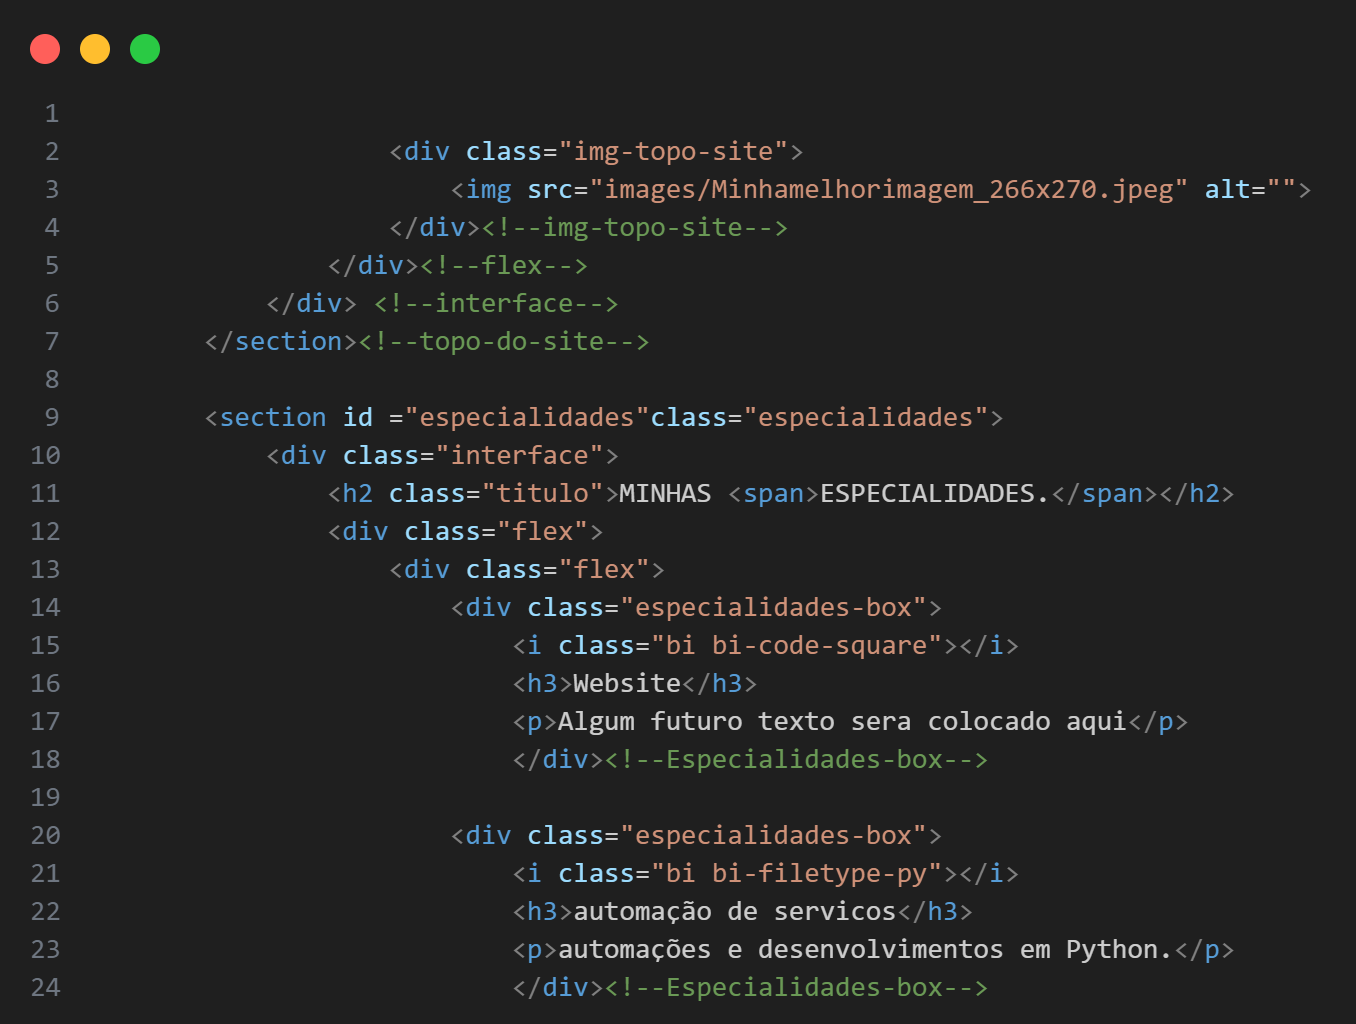 1
2 <div class="img-topo-site">
3 <img src="images/Minhamelhorimagem_266x270.jpeg" alt="">
4 </div><!--img-topo-site-->
5 </div><!--flex-->
6 </div> <!--interface-->
7 </section><!--topo-do-site-->
8
9 <section id ="especialidades"class="especialidades">
10 <div class="interface">
11 <h2 class="titulo">MINHAS <span>ESPECIALIDADES.</span></h2>
12 <div class="flex">
13 <div class="flex">
14 <div class="especialidades-box">
15 <i class="bi bi-code-square"></i>
16 <h3>Website</h3>
17 <p>Algum futuro texto sera colocado aqui</p>
18 </div><!--Especialidades-box-->
19
20 <div class="especialidades-box">
21 <i class="bi bi-filetype-py"></i>
22 <h3>automação de servicos</h3>
23 <p>automações e desenvolvimentos em Python.</p>
24 </div><!--Especialidades-box-->